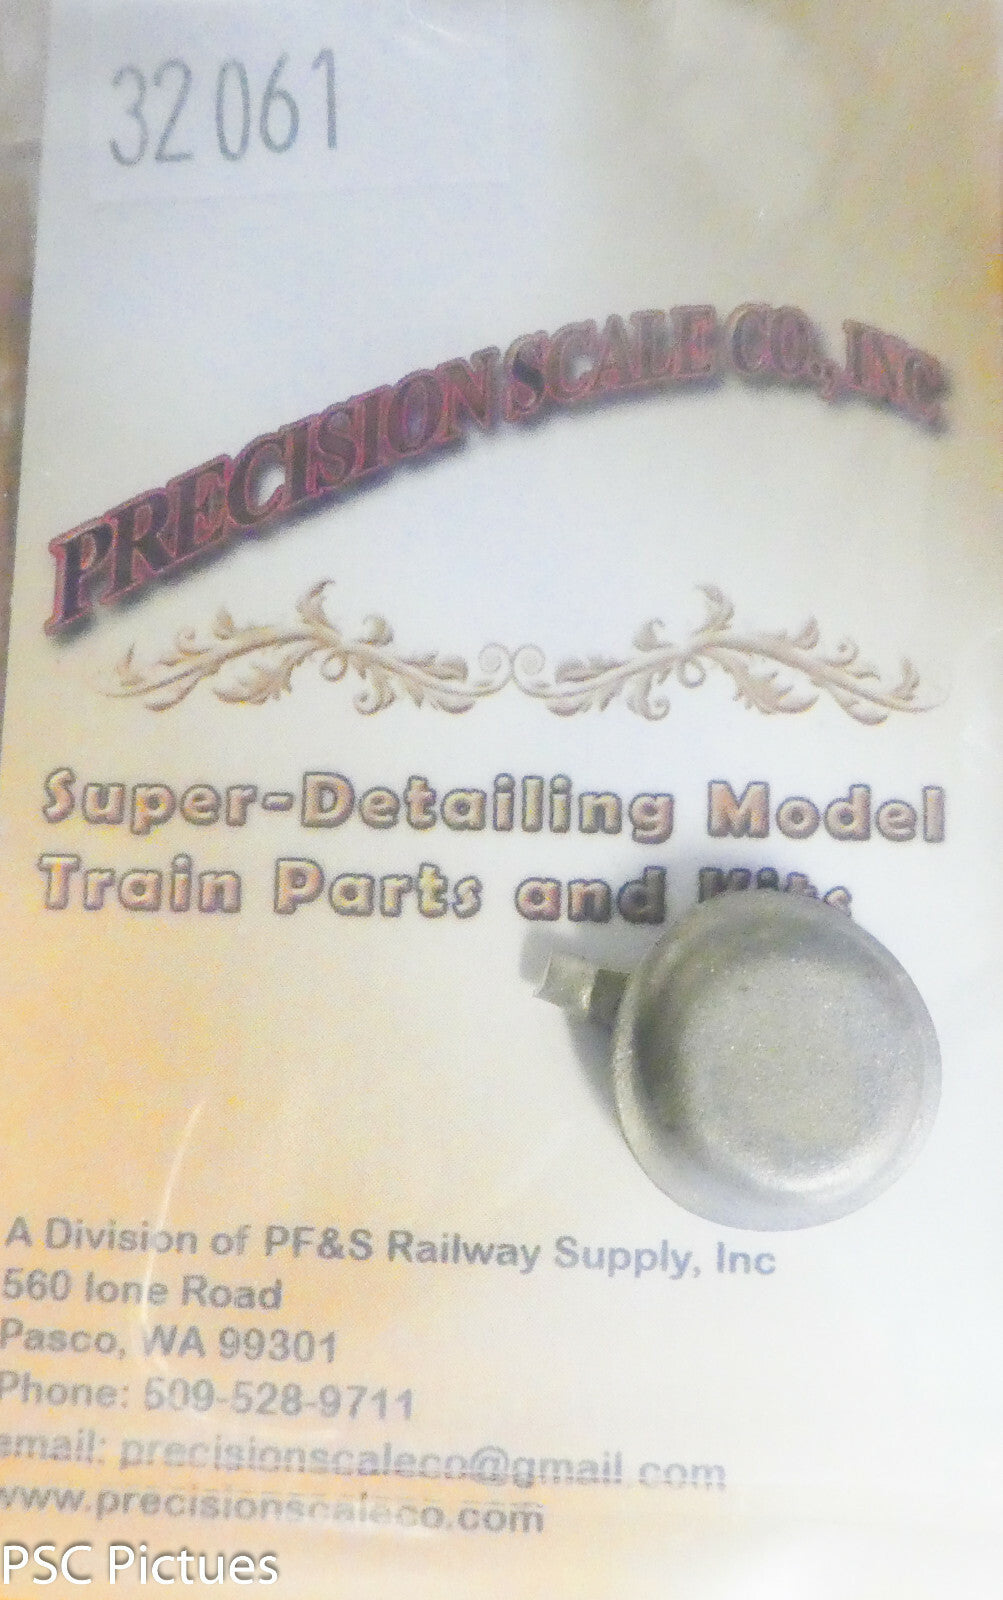 32061
PRECISION SCALE CO., INC.
Super-Detailing Model
Train Parts and Kits
A Division of PF&S Railway Supply, Inc
560 Ione Road
Pasco, WA 99301
Phone: 509-528-9711
email: precisionscaleco@gmail.com
www.precisionscaleco.com
PSC Pictues